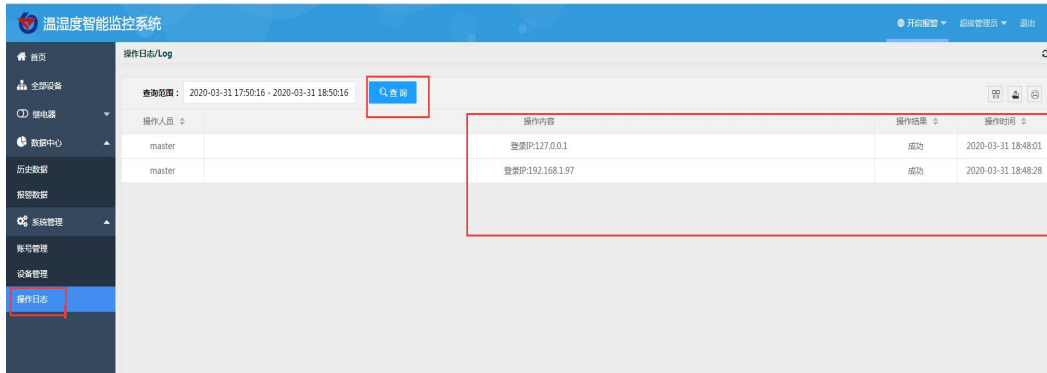 温湿度智能监控系统
开启报警 超级管理员 退出
首页
操作日志/Log
全部设备
查询范围： 2020-03-31 17:50:16 - 2020-03-31 18:50:16 查询
继电器
操作人员 操作内容 操作结果 操作时间
数据中心
master 登录IP:127.0.0.1 成功 2020-03-31 18:48:01
历史数据
master 登录IP:192.168.1.97 成功 2020-03-31 18:48:28
报警数据
系统管理
账号管理
设备管理
操作日志